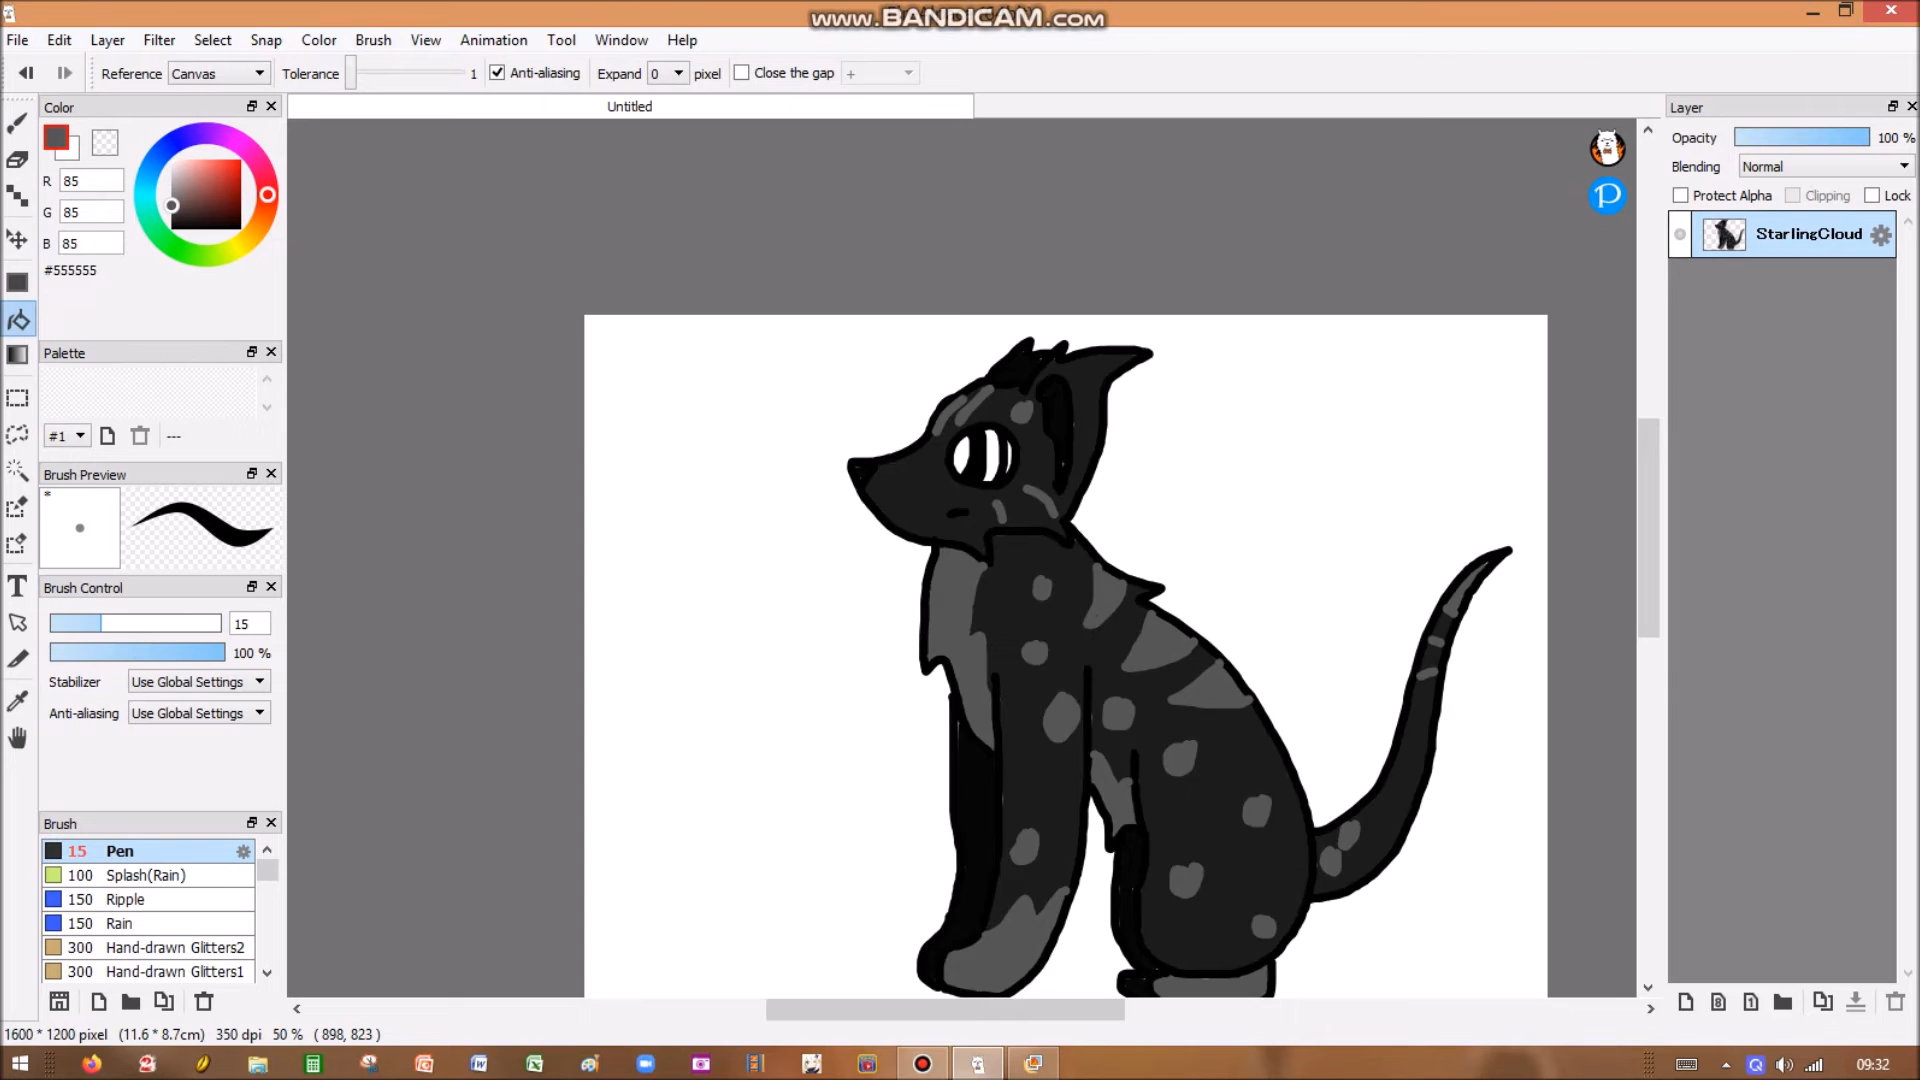 www.BANDICAM.com
File Edit Layer Filter Select Snap Color Brush View Animation Tool Window Help
Reference Canvas Tolerance 1 Anti-aliasing Expand 0 pixel Close the gap +
Color
Untitled
Layer
R 85
G 85
B 85
#555555
Opacity 100 %
Blending Normal
Protect Alpha Clipping Lock
StarlingCloud
P
Palette
#1 ---
Brush Preview
*
Brush Control
15
100 %
Stabilizer Use Global Settings
Anti-aliasing Use Global Settings
T
Brush
15 Pen
100 Splash(Rain)
150 Ripple
150 Rain
300 Hand-drawn Glitters2
300 Hand-drawn Glitters1
8 1
1600 * 1200 pixel (11.6 * 8.7cm) 350 dpi 50 % ( 898, 823 )
09:32